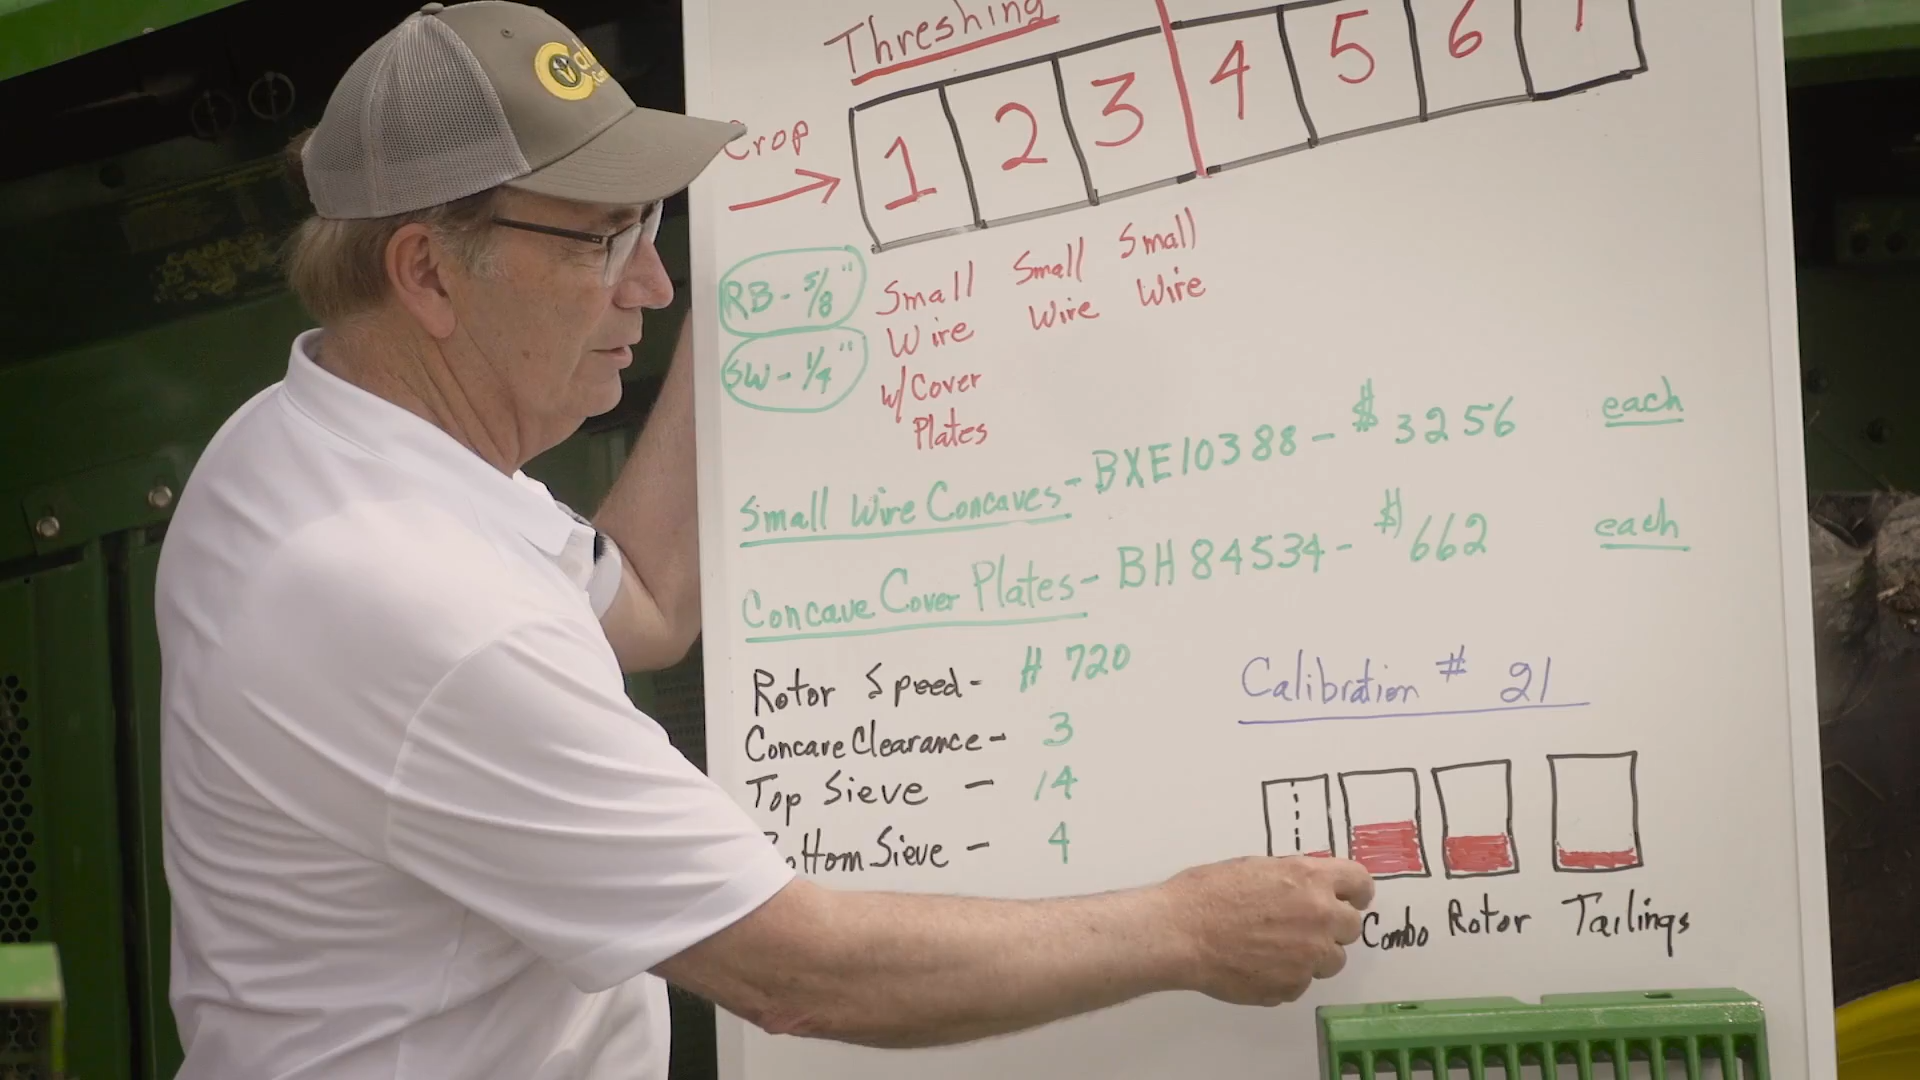 Threshing
Crop
1 2 3 4 5 6
RB - 5/8"
SW - 1/4"
Small Wire w/Cover Plates
Small Wire
Small Wire
Small Wire Concaves - BXE10388 - $3256 each
Concave Cover Plates - BH84534 - $662 each
Rotor Speed - # 720
Concave Clearance - 3
Top Sieve - 14
Bottom Sieve - 4
Calibration # 21
Combo Rotor Tailings